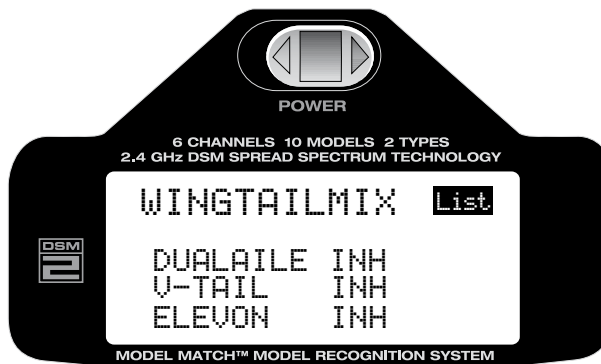 POWER
6 CHANNELS 10 MODELS 2 TYPES
2.4 GHz DSM SPREAD SPECTRUM TECHNOLOGY
WINGTAILMIX List
DSM
2
DUALAILE INH
V-TAIL INH
ELEVON INH
MODEL MATCH™ MODEL RECOGNITION SYSTEM